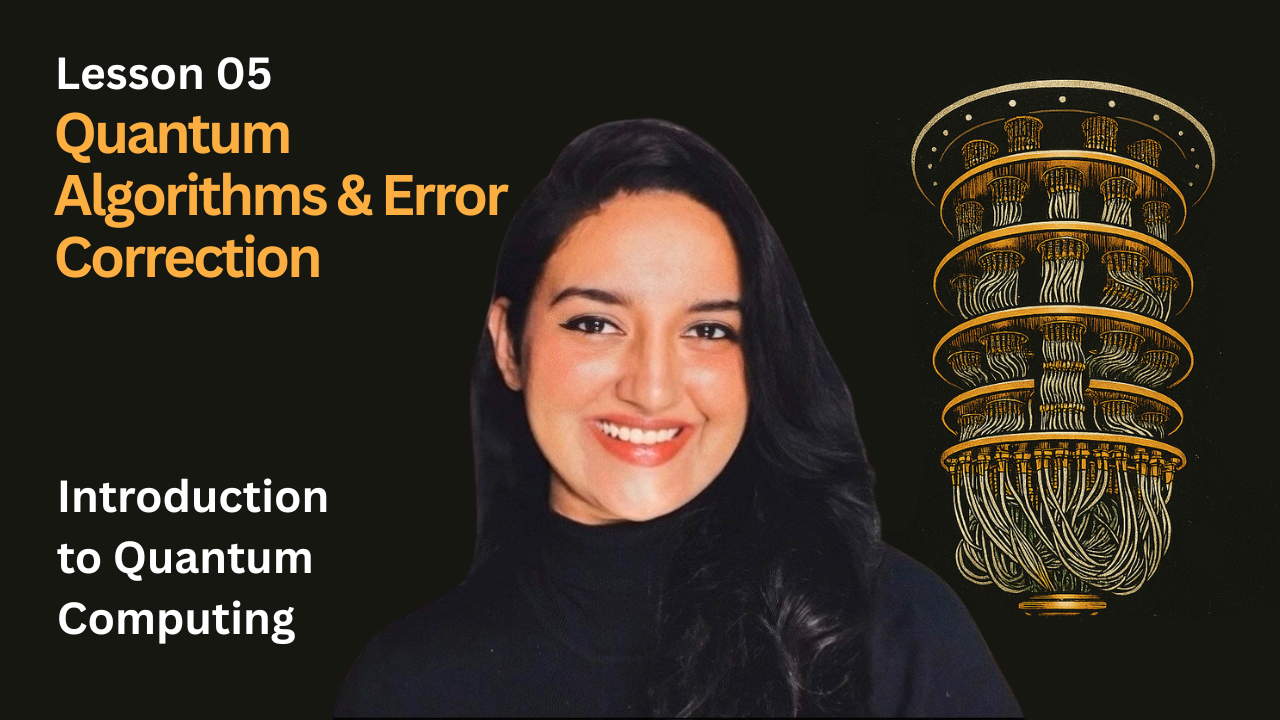 Lesson 05
Quantum
Algorithms & Error
Correction
Introduction
to Quantum
Computing